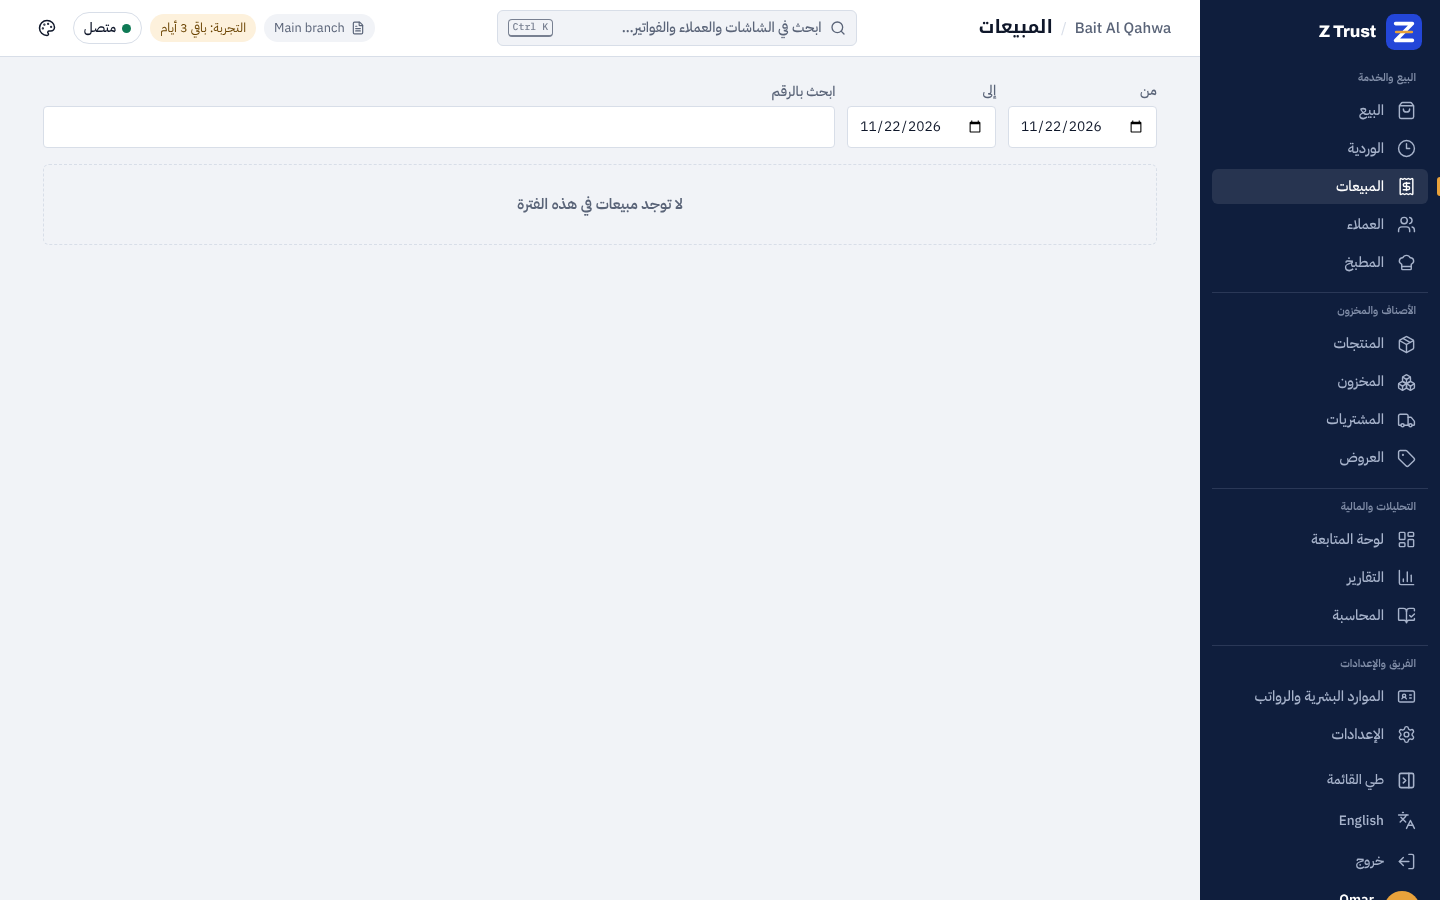 Z Trust
البيع والخدمة
البيع
الوردية
المبيعات
العملاء
المطبخ
الأصناف والمخزون
المنتجات
المخزون
المشتريات
العروض
التحليلات والمالية
لوحة المتابعة
التقارير
المحاسبة
الفريق والإعدادات
الموارد البشرية والرواتب
الإعدادات
طي القائمة
English
خروج
Omar
Bait Al Qahwa / المبيعات
ابحث في الشاشات والعملاء والفواتير...
Ctrl K
Main branch
التجربة: باقي 3 أيام
متصل
من
11/22/2026
إلى
11/22/2026
ابحث بالرقم
لا توجد مبيعات في هذه الفترة